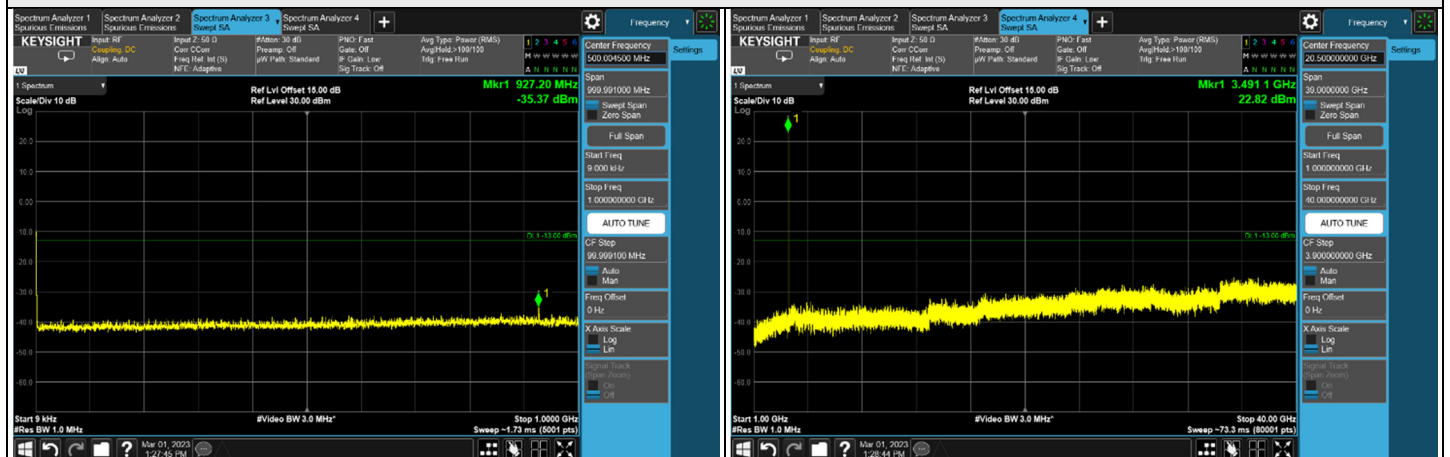 Spectrum Analyzer 1
Spurious Emissions
Spectrum Analyzer 2
Spurious Emissions
Spectrum Analyzer 3
Swept SA
Spectrum Analyzer 4
Swept SA
Frequency
KEYSIGHT
Input: RF
Coupling: DC
Align: Auto
Input Z: 50 Ω
Corr CCorr
Freq Ref: Int (S)
NFE: Adaptive
#Atten: 30 dB
Preamp: Off
µW Path: Standard
PNO: Fast
Gate: Off
IF Gain: Low
Sig Track: Off
Avg Type: Power (RMS)
Avg|Hold:>100/100
Trig: Free Run
1 2 3 4 5 6
M W W W W W
A N N N N N
1 Spectrum
Scale/Div 10 dB
Log
Ref Lvl Offset 15.00 dB
Ref Level 30.00 dBm
Mkr1 927.20 MHz
-35.37 dBm
20.0
10.0
0.00
-10.0
-20.0
-30.0
-40.0
-50.0
-60.0
DL1 -13.00 dBm
1
Start 9 kHz
#Res BW 1.0 MHz
#Video BW 3.0 MHz*
Stop 1.0000 GHz
Sweep ~1.73 ms (5001 pts)
Center Frequency
500.004500 MHz
Settings
Span
999.991000 MHz
Swept Span
Zero Span
Full Span
Start Freq
9.000 kHz
Stop Freq
1.000000000 GHz
AUTO TUNE
CF Step
99.999100 MHz
Auto
Man
Freq Offset
0 Hz
X Axis Scale
Log
Lin
Signal Track
(Span Zoom)
On
Off
Mar 01, 2023
1:27:45 PM
Spectrum Analyzer 1
Spurious Emissions
Spectrum Analyzer 2
Spurious Emissions
Spectrum Analyzer 3
Swept SA
Spectrum Analyzer 4
Swept SA
Frequency
KEYSIGHT
Input: RF
Coupling: DC
Align: Auto
Input Z: 50 Ω
Corr CCorr
Freq Ref: Int (S)
NFE: Adaptive
#Atten: 30 dB
Preamp: Off
µW Path: Standard
PNO: Fast
Gate: Off
IF Gain: Low
Sig Track: Off
Avg Type: Power (RMS)
Avg|Hold:>100/100
Trig: Free Run
1 2 3 4 5 6
M W W W W W
A N N N N N
1 Spectrum
Scale/Div 10 dB
Log
Ref Lvl Offset 15.00 dB
Ref Level 30.00 dBm
Mkr1 3.491 1 GHz
22.82 dBm
20.0
10.0
0.00
-10.0
-20.0
-30.0
-40.0
-50.0
-60.0
DL1 -13.00 dBm
1
Start 1.00 GHz
#Res BW 1.0 MHz
#Video BW 3.0 MHz*
Stop 40.00 GHz
Sweep ~73.3 ms (80001 pts)
Center Frequency
20.500000000 GHz
Settings
Span
39.0000000 GHz
Swept Span
Zero Span
Full Span
Start Freq
1.000000000 GHz
Stop Freq
40.000000000 GHz
AUTO TUNE
CF Step
3.900000000 GHz
Auto
Man
Freq Offset
0 Hz
X Axis Scale
Log
Lin
Signal Track
(Span Zoom)
On
Off
Mar 01, 2023
1:28:44 PM